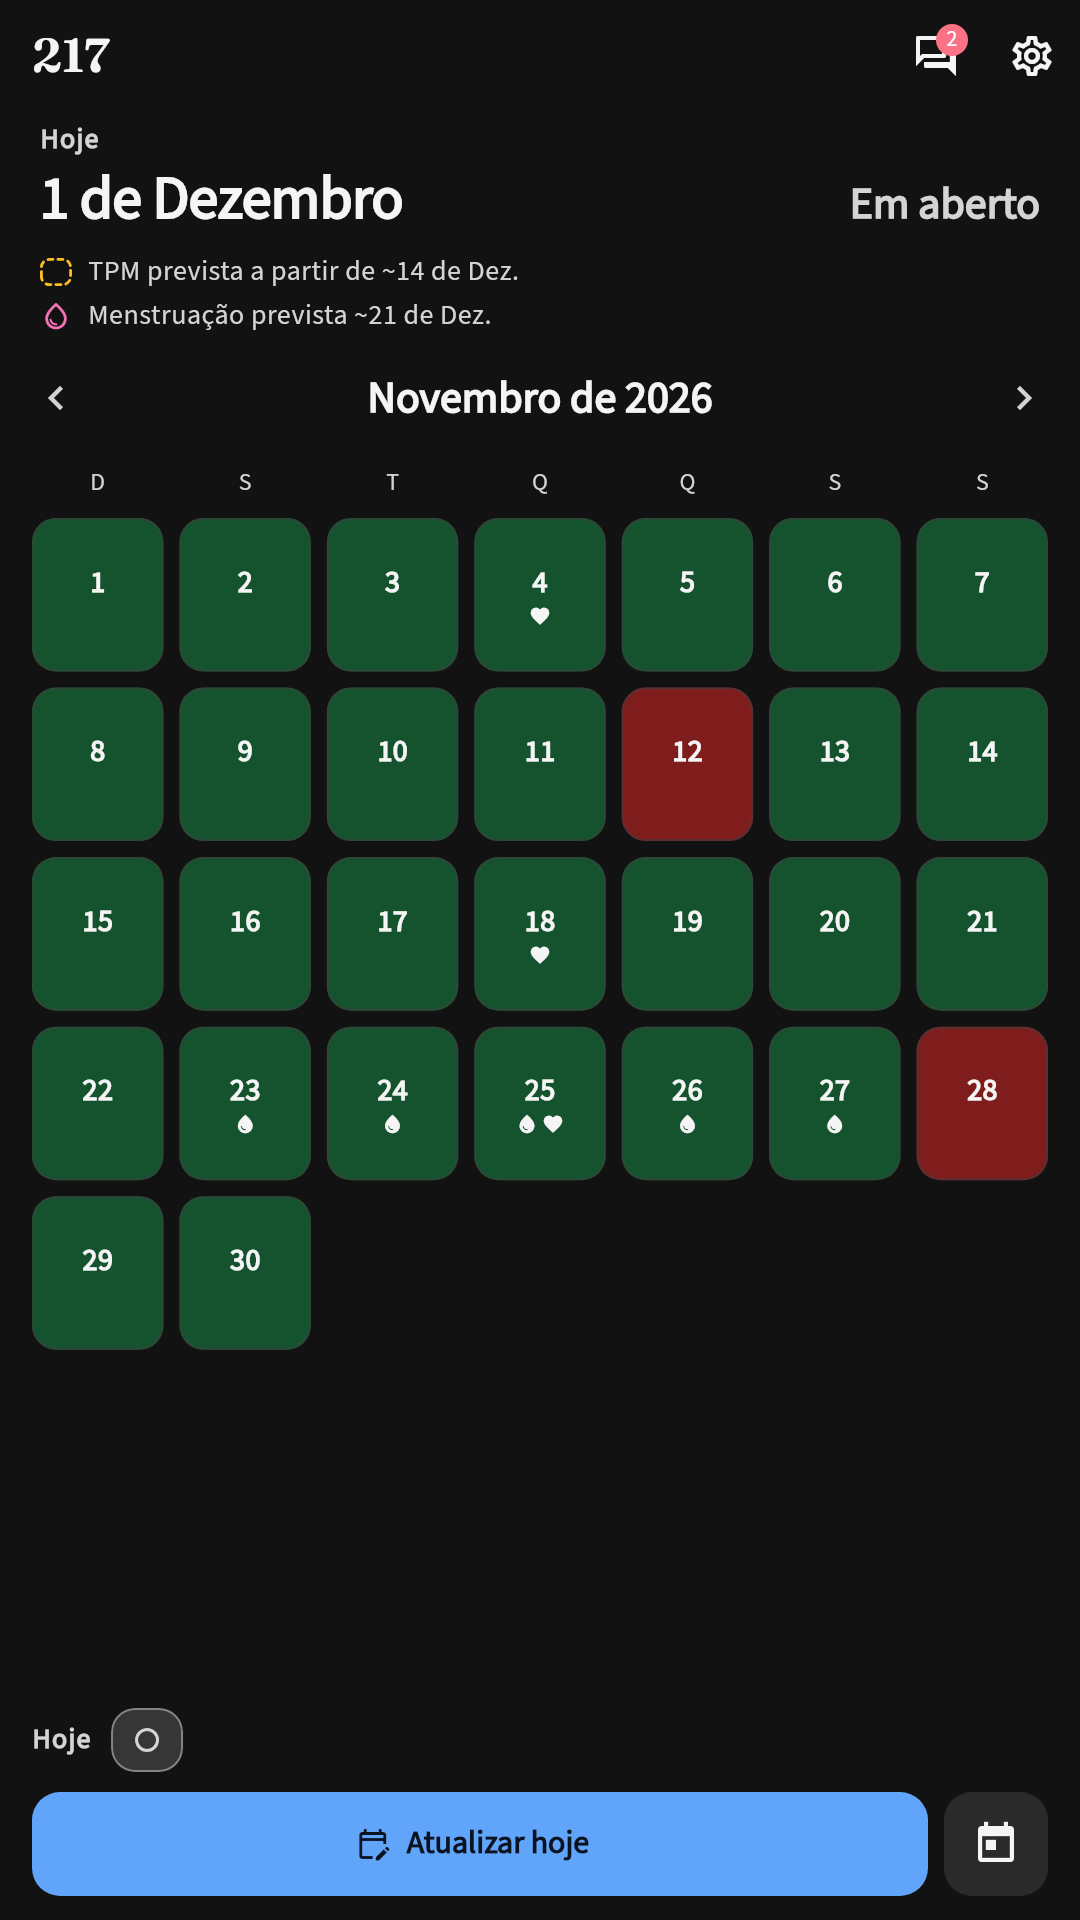 217
2
Hoje
1 de Dezembro
Em aberto
TPM prevista a partir de ~14 de Dez.
Menstruação prevista ~21 de Dez.
Novembro de 2026
D S T Q Q S S
1 2 3 4 5 6 7
8 9 10 11 12 13 14
15 16 17 18 19 20 21
22 23 24 25 26 27 28
29 30
Hoje
Atualizar hoje